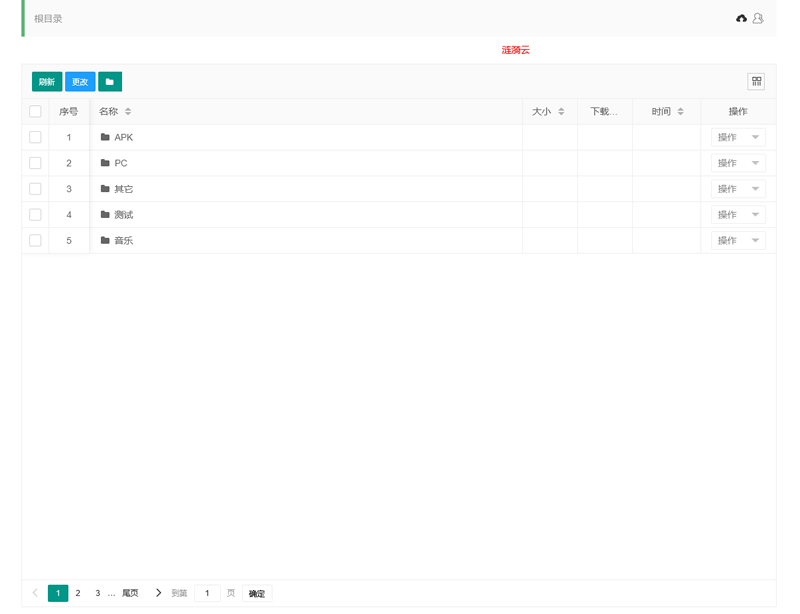 根目录
涟漪云
刷新 更改
序号 名称 大小 下载... 时间 操作
1 APK 操作
2 PC 操作
3 其它 操作
4 测试 操作
5 音乐 操作
1 2 3 ... 尾页 到第 1 页 确定